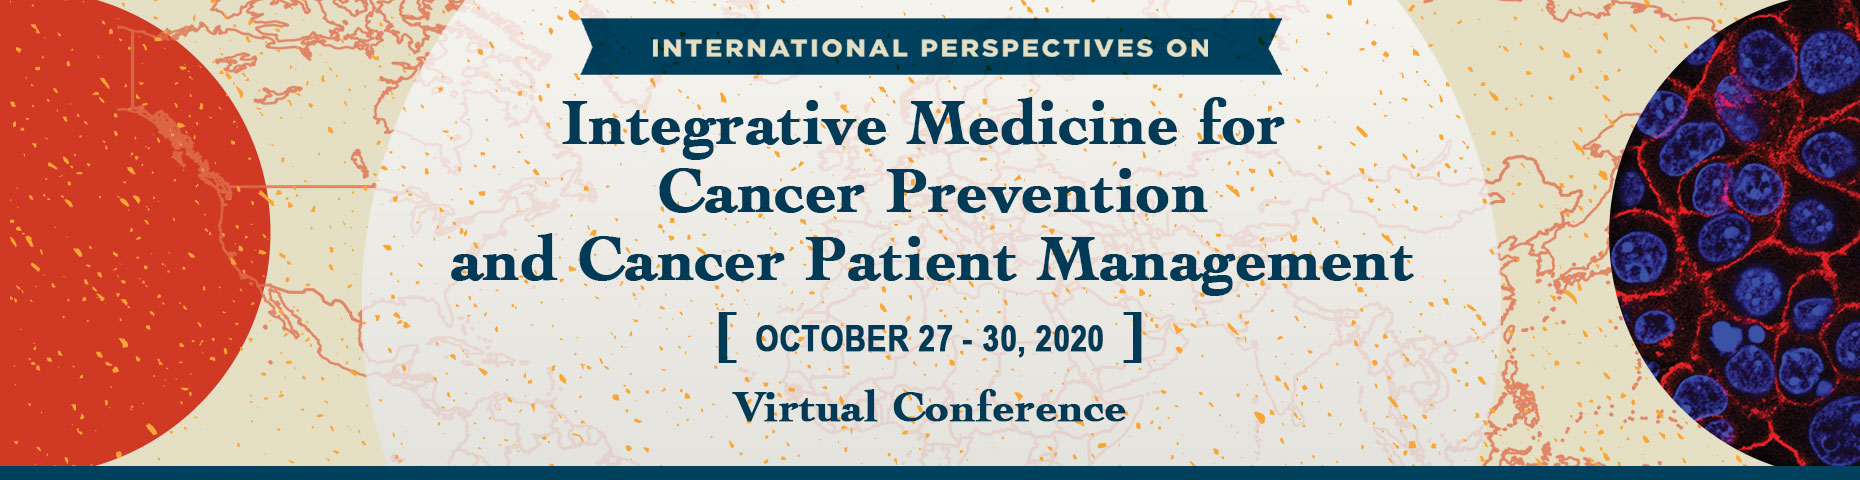 INTERNATIONAL PERSPECTIVES ON
Integrative Medicine for
Cancer Prevention
and Cancer Patient Management
[ OCTOBER 27 - 30, 2020 ]
Virtual Conference